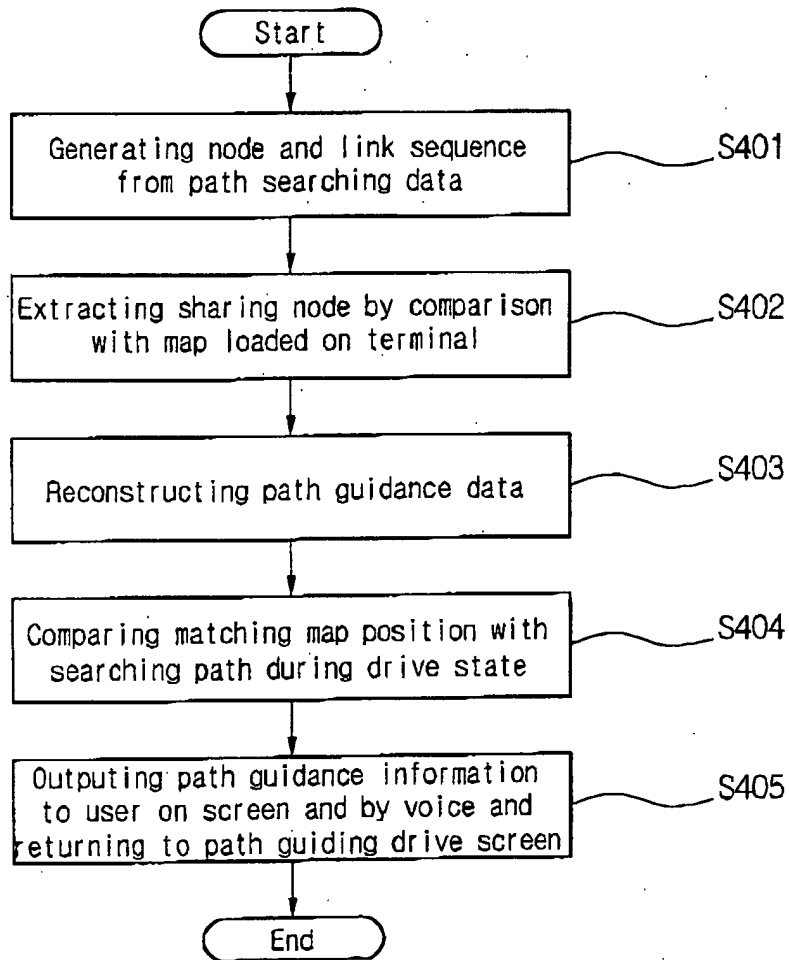 Start
Generating node and link sequence
from path searching data
S401
Extracting sharing node by comparison
with map loaded on terminal
S402
Reconstructing path guidance data
S403
Comparing matching map position with
searching path during drive state
S404
Outputing path guidance information
to user on screen and by voice and
returning to path guiding drive screen
S405
End